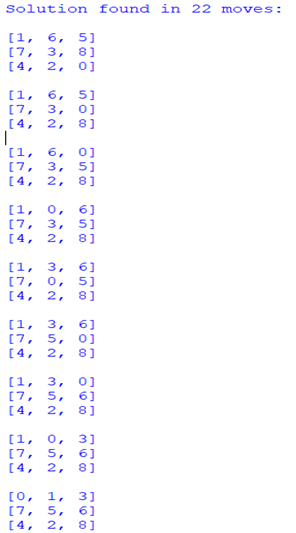 Solution found in 22 moves:
[1, 6, 5]
[7, 3, 8]
[4, 2, 0]
[1, 6, 5]
[7, 3, 0]
[4, 2, 8]
[1, 6, 0]
[7, 3, 5]
[4, 2, 8]
[1, 0, 6]
[7, 3, 5]
[4, 2, 8]
[1, 3, 6]
[7, 0, 5]
[4, 2, 8]
[1, 3, 6]
[7, 5, 0]
[4, 2, 8]
[1, 3, 0]
[7, 5, 6]
[4, 2, 8]
[1, 0, 3]
[7, 5, 6]
[4, 2, 8]
[0, 1, 3]
[7, 5, 6]
[4, 2, 8]